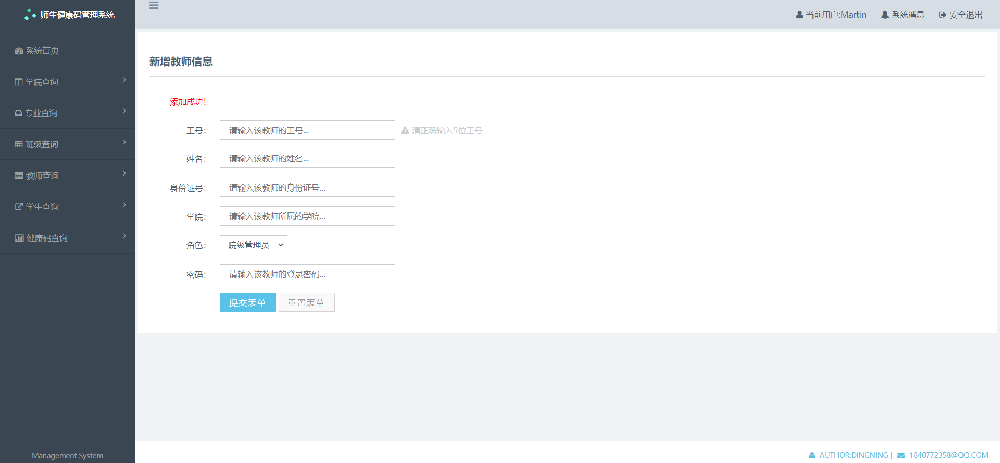 师生健康码管理系统
当前用户:Martin 系统消息 安全退出
系统首页
学院查询
专业查询
班级查询
教师查询
学生查询
健康码查询
Management System
新增教师信息
添加成功!
工号： 请输入该教师的工号... 清正确输入5位工号
姓名： 请输入该教师的姓名...
身份证号： 请输入该教师的身份证号...
学院： 请输入该教师所属的学院...
角色： 院级管理员
密码： 请输入该教师的登录密码...
提交表单 重置表单
AUTHOR:DINGNING | 1840772358@QQ.COM